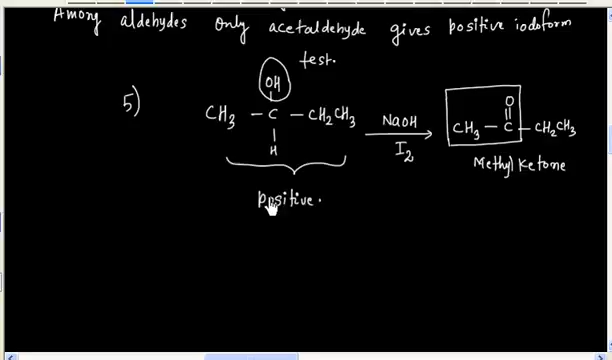 Among aldehydes Only acetaldehyde gives positive iodoform
test.
5)
OH
CH3 - C - CH2CH3
H
NaOH
I2
O
CH3 - C - CH2CH3
Methyl Ketone
Positive.